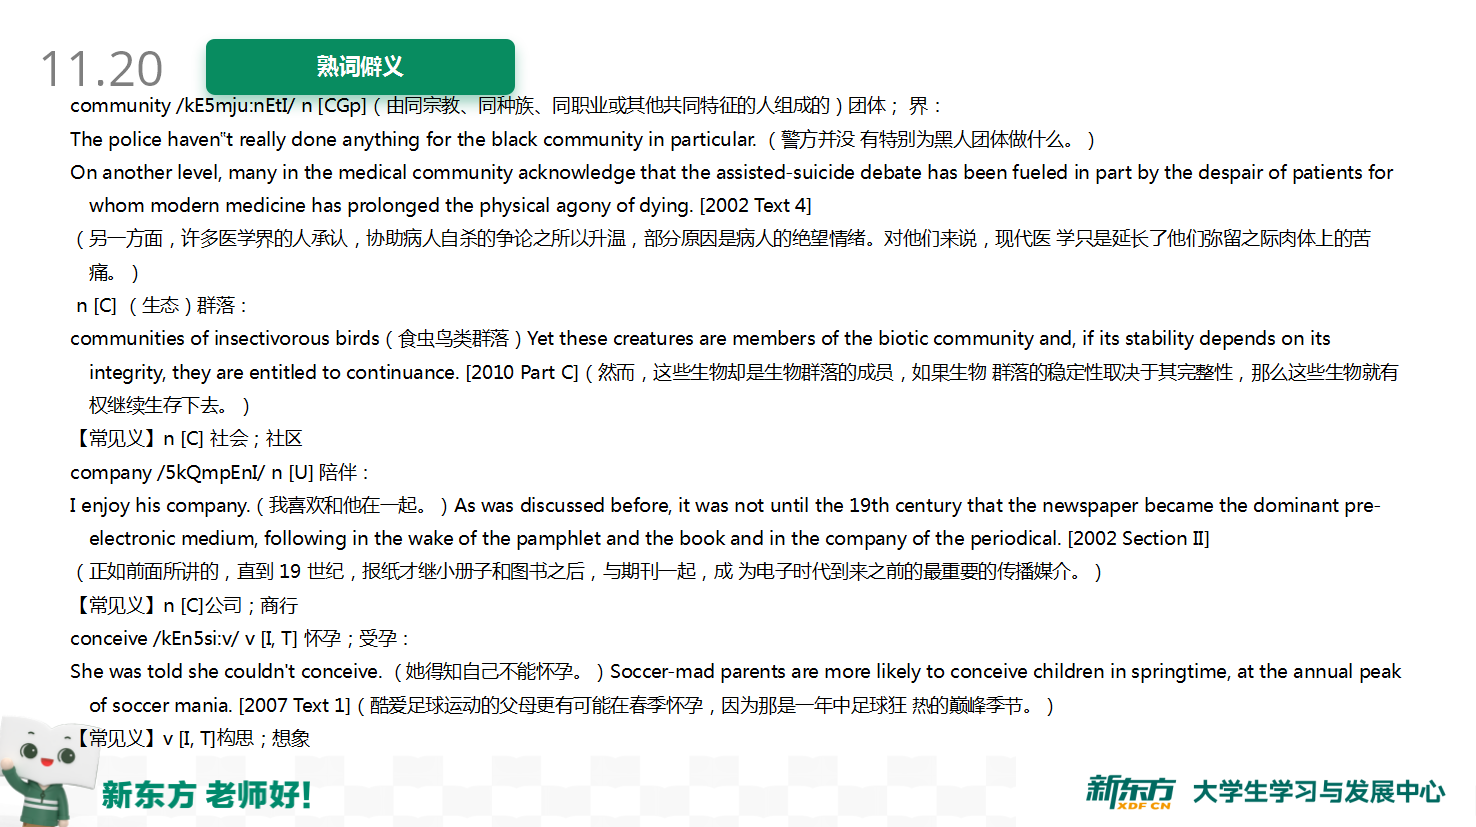 11.20
熟词僻义
community /kE5mju:nEtI/ n [CGp]（由同宗教、同种族、同职业或其他共同特征的人组成的）团体； 界：
The police haven‟t really done anything for the black community in particular.（警方并没 有特别为黑人团体做什么。）
On another level, many in the medical community acknowledge that the assisted-suicide debate has been fueled in part by the despair of patients for
whom modern medicine has prolonged the physical agony of dying. [2002 Text 4]
（另一方面，许多医学界的人承认，协助病人自杀的争论之所以升温，部分原因是病人的绝望情绪。对他们来说，现代医 学只是延长了他们弥留之际肉体上的苦
痛。）
n [C] （生态）群落：
communities of insectivorous birds（食虫鸟类群落）Yet these creatures are members of the biotic community and, if its stability depends on its
integrity, they are entitled to continuance. [2010 Part C]（然而，这些生物却是生物群落的成员，如果生物 群落的稳定性取决于其完整性，那么这些生物就有
权继续生存下去。）
【常见义】n [C] 社会；社区
company /5kQmpEnI/ n [U] 陪伴：
I enjoy his company.（我喜欢和他在一起。）As was discussed before, it was not until the 19th century that the newspaper became the dominant pre-
electronic medium, following in the wake of the pamphlet and the book and in the company of the periodical. [2002 Section II]
（正如前面所讲的，直到 19 世纪，报纸才继小册子和图书之后，与期刊一起，成 为电子时代到来之前的最重要的传播媒介。）
【常见义】n [C]公司；商行
conceive /kEn5si:v/ v [I, T] 怀孕；受孕：
She was told she couldn't conceive.（她得知自己不能怀孕。）Soccer-mad parents are more likely to conceive children in springtime, at the annual peak
of soccer mania. [2007 Text 1]（酷爱足球运动的父母更有可能在春季怀孕，因为那是一年中足球狂 热的巅峰季节。）
【常见义】v [I, T]构思；想象
新东方 老师好!
新东方 XDF.CN 大学生学习与发展中心